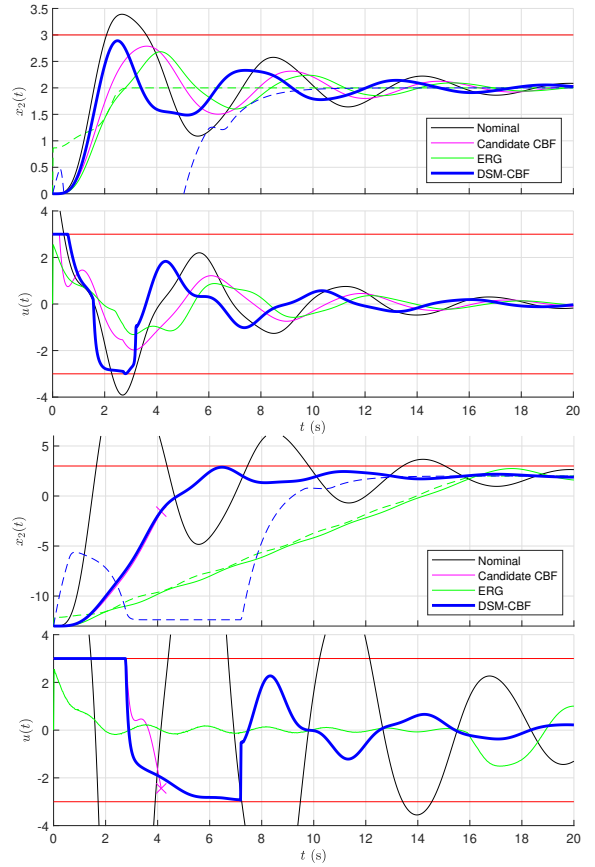 3.5
3
2.5
2
1.5
1
0.5
0
x₂(t)
Nominal
Candidate CBF
ERG
DSM-CBF
4
2
0
-2
-4
u(t)
0 2 4 6 8 10 12 14 16 18 20
t (s)
5
0
-5
-10
x₂(t)
Nominal
Candidate CBF
ERG
DSM-CBF
4
2
0
-2
-4
u(t)
0 2 4 6 8 10 12 14 16 18 20
t (s)